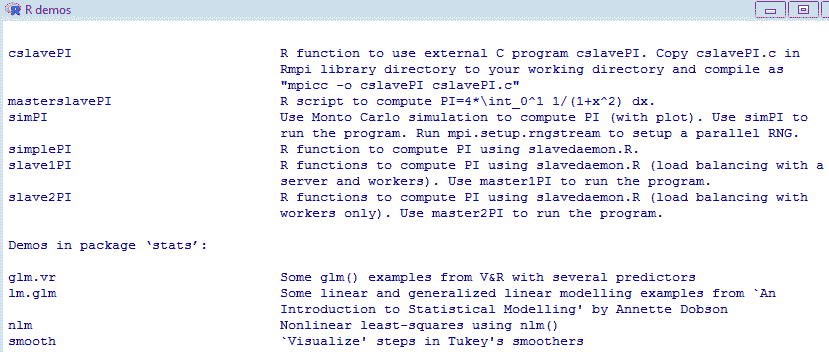 R demos
cslavePI R function to use external C program cslavePI. Copy cslavePI.c in
Rmpi library directory to your working directory and compile as
"mpicc -o cslavePI cslavePI.c"
masterslavePI R script to compute PI=4*\int_0^1 1/(1+x^2) dx.
simPI Use Monte Carlo simulation to compute PI (with plot). Use simPI to
run the program. Run mpi.setup.rngstream to setup a parallel RNG.
simplePI R function to compute PI using slavedaemon.R.
slave1PI R functions to compute PI using slavedaemon.R (load balancing with a
server and workers). Use master1PI to run the program.
slave2PI R functions to compute PI using slavedaemon.R (load balancing with
workers only). Use master2PI to run the program.
Demos in package ‘stats’:
glm.vr Some glm() examples from V&R with several predictors
lm.glm Some linear and generalized linear modelling examples from `An
Introduction to Statistical Modelling' by Annette Dobson
nlm Nonlinear least-squares using nlm()
smooth `Visualize' steps in Tukey's smoothers